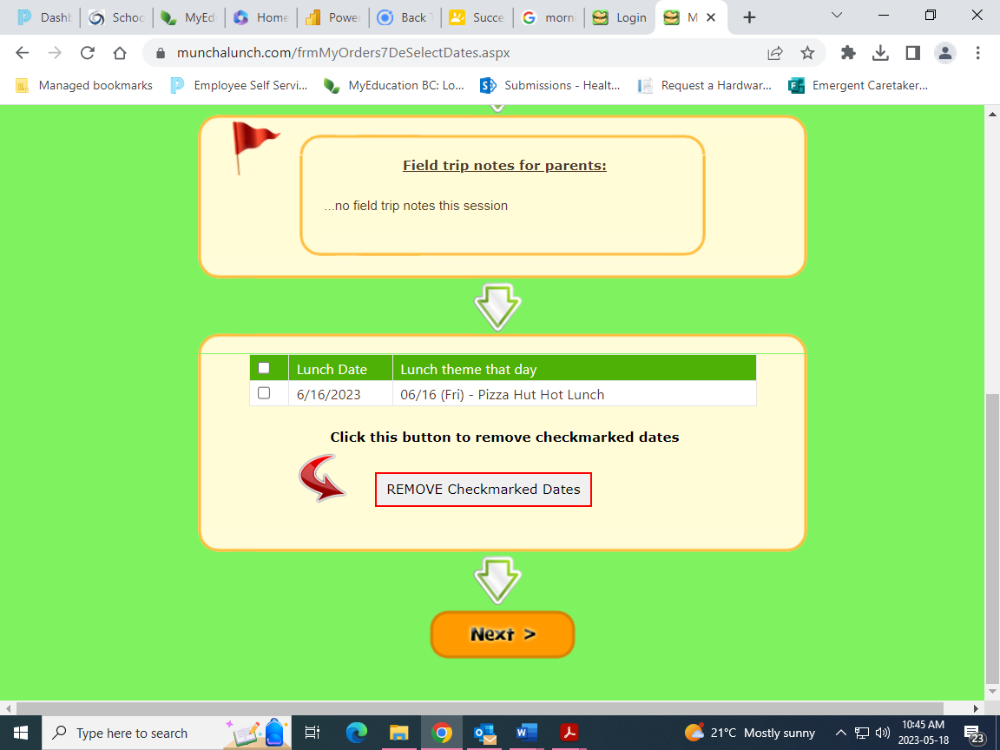 Dashb
Schoo
MyEd
Home
Power
Back T
Succe
morni
Login
M
munchalunch.com/frmMyOrders7DeSelectDates.aspx
Managed bookmarks
Employee Self Servi...
MyEducation BC: Lo...
Submissions - Healt...
Request a Hardwar...
Emergent Caretaker...
Field trip notes for parents:
...no field trip notes this session
Lunch Date Lunch theme that day
6/16/2023 06/16 (Fri) - Pizza Hut Hot Lunch
Click this button to remove checkmarked dates
REMOVE Checkmarked Dates
Next >
Type here to search
21°C Mostly sunny
10:45 AM
2023-05-18
23